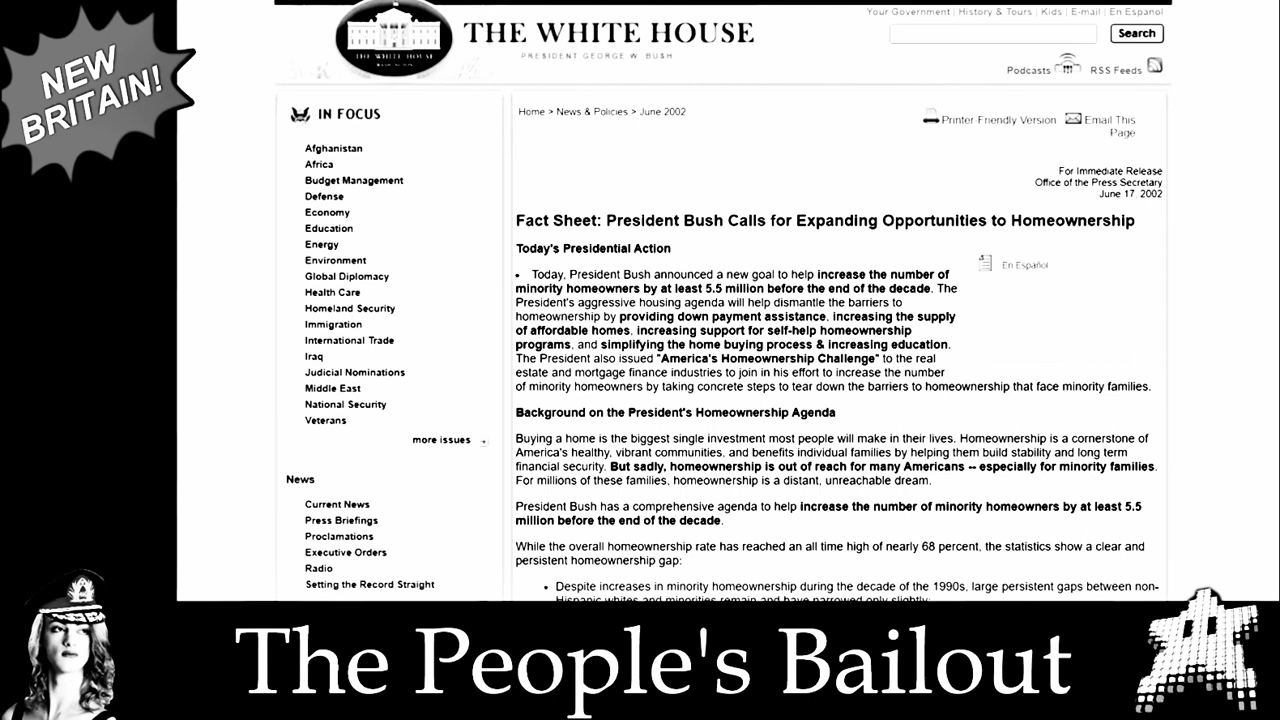 NEW
BRITAIN!
THE WHITE HOUSE
THE WHITE HOUSE
PRESIDENT GEORGE W. BUSH
Your Government | History & Tours | Kids | E-mail | En Espanol
Search
Podcasts
RSS Feeds
IN FOCUS
Afghanistan
Africa
Budget Management
Defense
Economy
Education
Energy
Environment
Global Diplomacy
Health Care
Homeland Security
Immigration
International Trade
Iraq
Judicial Nominations
Middle East
National Security
Veterans
more issues
News
Current News
Press Briefings
Proclamations
Executive Orders
Radio
Setting the Record Straight
Home > News & Policies > June 2002
Printer-Friendly Version
Email This
Page
For Immediate Release
Office of the Press Secretary
June 17, 2002
Fact Sheet: President Bush Calls for Expanding Opportunities to Homeownership
Today's Presidential Action
En Español
• Today, President Bush announced a new goal to help increase the number of
minority homeowners by at least 5.5 million before the end of the decade. The
President's aggressive housing agenda will help dismantle the barriers to
homeownership by providing down payment assistance, increasing the supply
of affordable homes, increasing support for self-help homeownership
programs, and simplifying the home buying process & increasing education.
The President also issued "America's Homeownership Challenge" to the real
estate and mortgage finance industries to join in his effort to increase the number
of minority homeowners by taking concrete steps to tear down the barriers to homeownership that face minority families.
Background on the President's Homeownership Agenda
Buying a home is the biggest single investment most people will make in their lives. Homeownership is a cornerstone of
America's healthy, vibrant communities, and benefits individual families by helping them build stability and long term
financial security. But sadly, homeownership is out of reach for many Americans -- especially for minority families.
For millions of these families, homeownership is a distant, unreachable dream.
President Bush has a comprehensive agenda to help increase the number of minority homeowners by at least 5.5
million before the end of the decade.
While the overall homeownership rate has reached an all time high of nearly 68 percent, the statistics show a clear and
persistent homeownership gap:
• Despite increases in minority homeownership during the decade of the 1990s, large persistent gaps between non-
Hispanic whites and minorities remain and have narrowed only slightly:
The People's Bailout